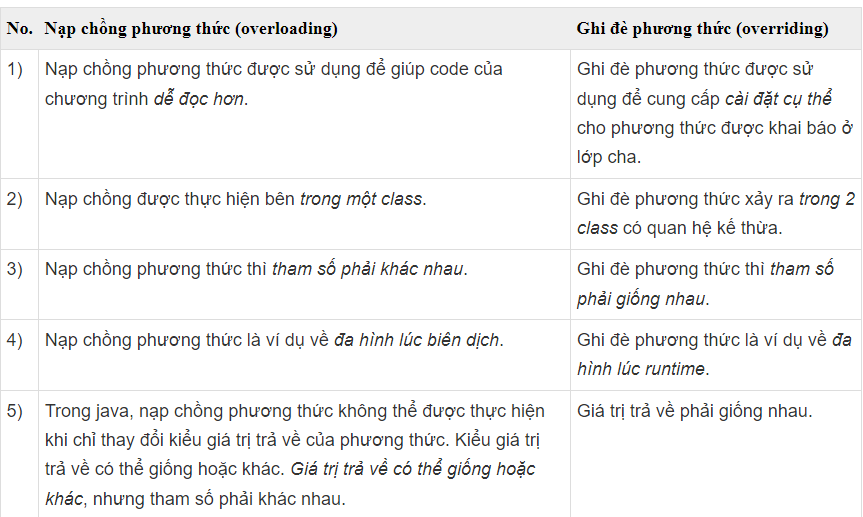 No. Nạp chồng phương thức (overloading) Ghi đè phương thức (overriding)
1) Nạp chồng phương thức được sử dụng để giúp code của
chương trình dễ đọc hơn.
Ghi đè phương thức được sử
dụng để cung cấp cài đặt cụ thể
cho phương thức được khai báo ở
lớp cha.
2) Nạp chồng được thực hiện bên trong một class.
Ghi đè phương thức xảy ra trong 2
class có quan hệ kế thừa.
3) Nạp chồng phương thức thì tham số phải khác nhau.
Ghi đè phương thức thì tham số
phải giống nhau.
4) Nạp chồng phương thức là ví dụ về đa hình lúc biên dịch.
Ghi đè phương thức là ví dụ về đa
hình lúc runtime.
5) Trong java, nạp chồng phương thức không thể được thực hiện
khi chỉ thay đổi kiểu giá trị trả về của phương thức. Kiểu giá trị
trả về có thể giống hoặc khác. Giá trị trả về có thể giống hoặc
khác, nhưng tham số phải khác nhau.
Giá trị trả về phải giống nhau.